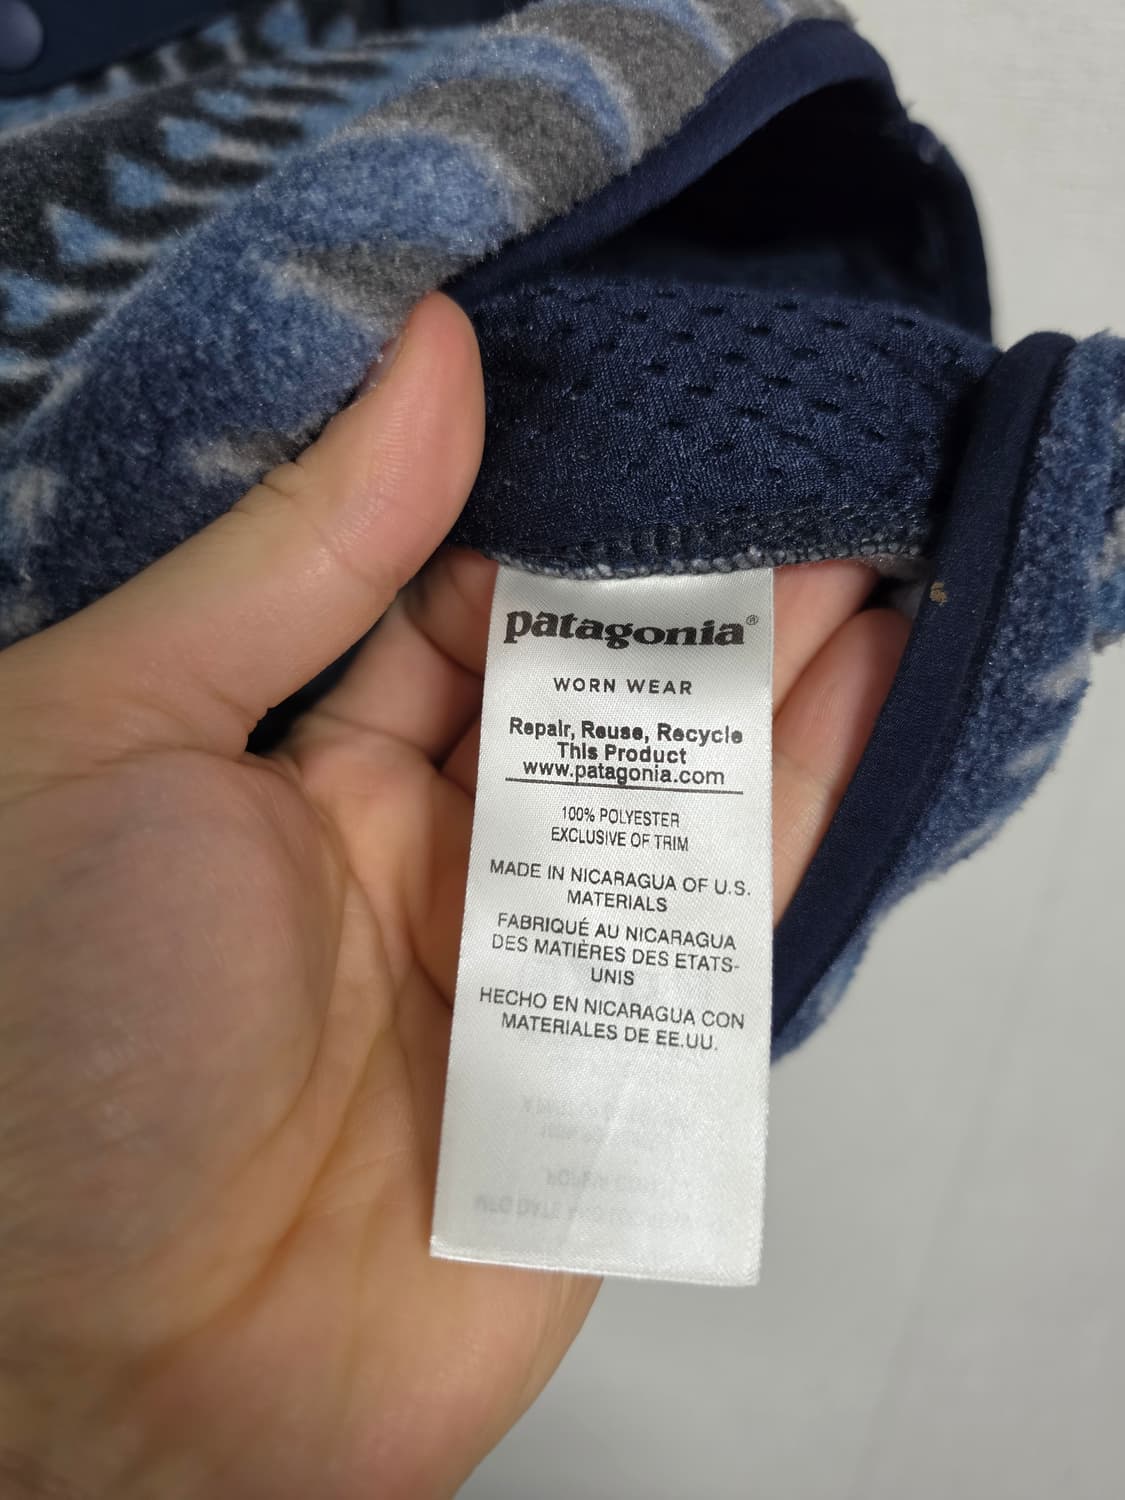 patagonia®
WORN WEAR
Repair, Reuse, Recycle
This Product
www.patagonia.com
100% POLYESTER
EXCLUSIVE OF TRIM
MADE IN NICARAGUA OF U.S.
MATERIALS
FABRIQUÉ AU NICARAGUA
DES MATIÈRES DES ETATS-
UNIS
HECHO EN NICARAGUA CON
MATERIALES DE EE.UU.